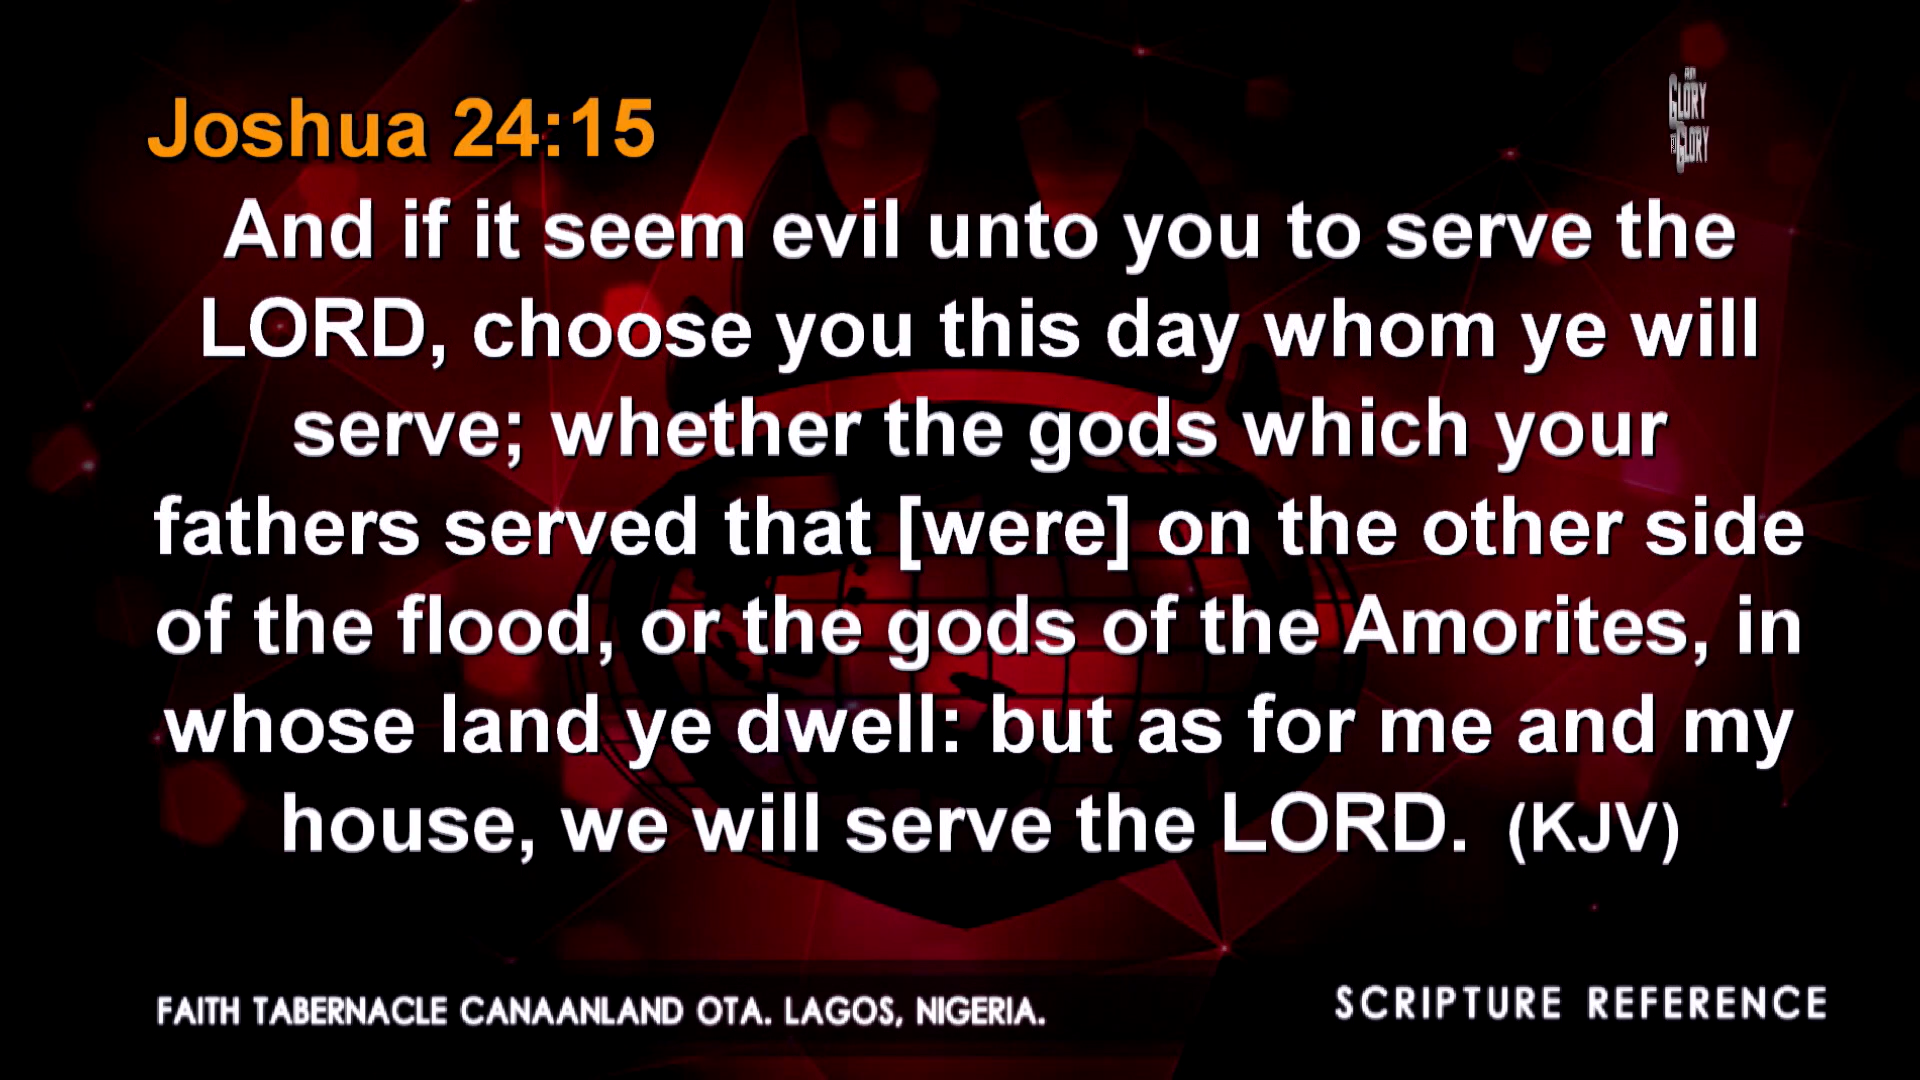 Joshua 24:15
And if it seem evil unto you to serve the
LORD, choose you this day whom ye will
serve; whether the gods which your
fathers served that [were] on the other side
of the flood, or the gods of the Amorites, in
whose land ye dwell: but as for me and my
house, we will serve the LORD. (KJV)
GLORY
GLORY
FAITH TABERNACLE CANAANLAND OTA. LAGOS, NIGERIA.
SCRIPTURE REFERENCE